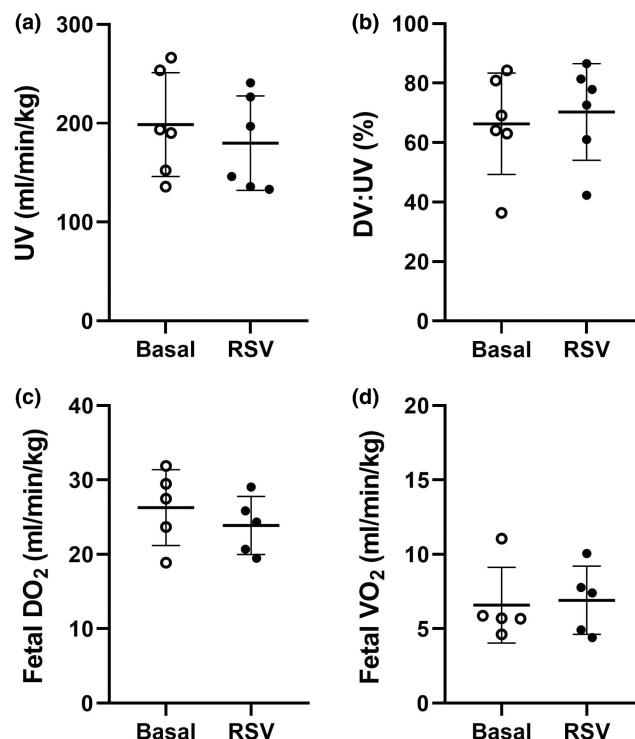 (a)
UV (ml/min/kg)
300
200
100
0
Basal RSV
(b)
DV:UV (%)
100
80
60
40
20
0
Basal RSV
(c)
Fetal DO₂ (ml/min/kg)
40
30
20
10
0
Basal RSV
(d)
Fetal VO₂ (ml/min/kg)
20
15
10
5
0
Basal RSV